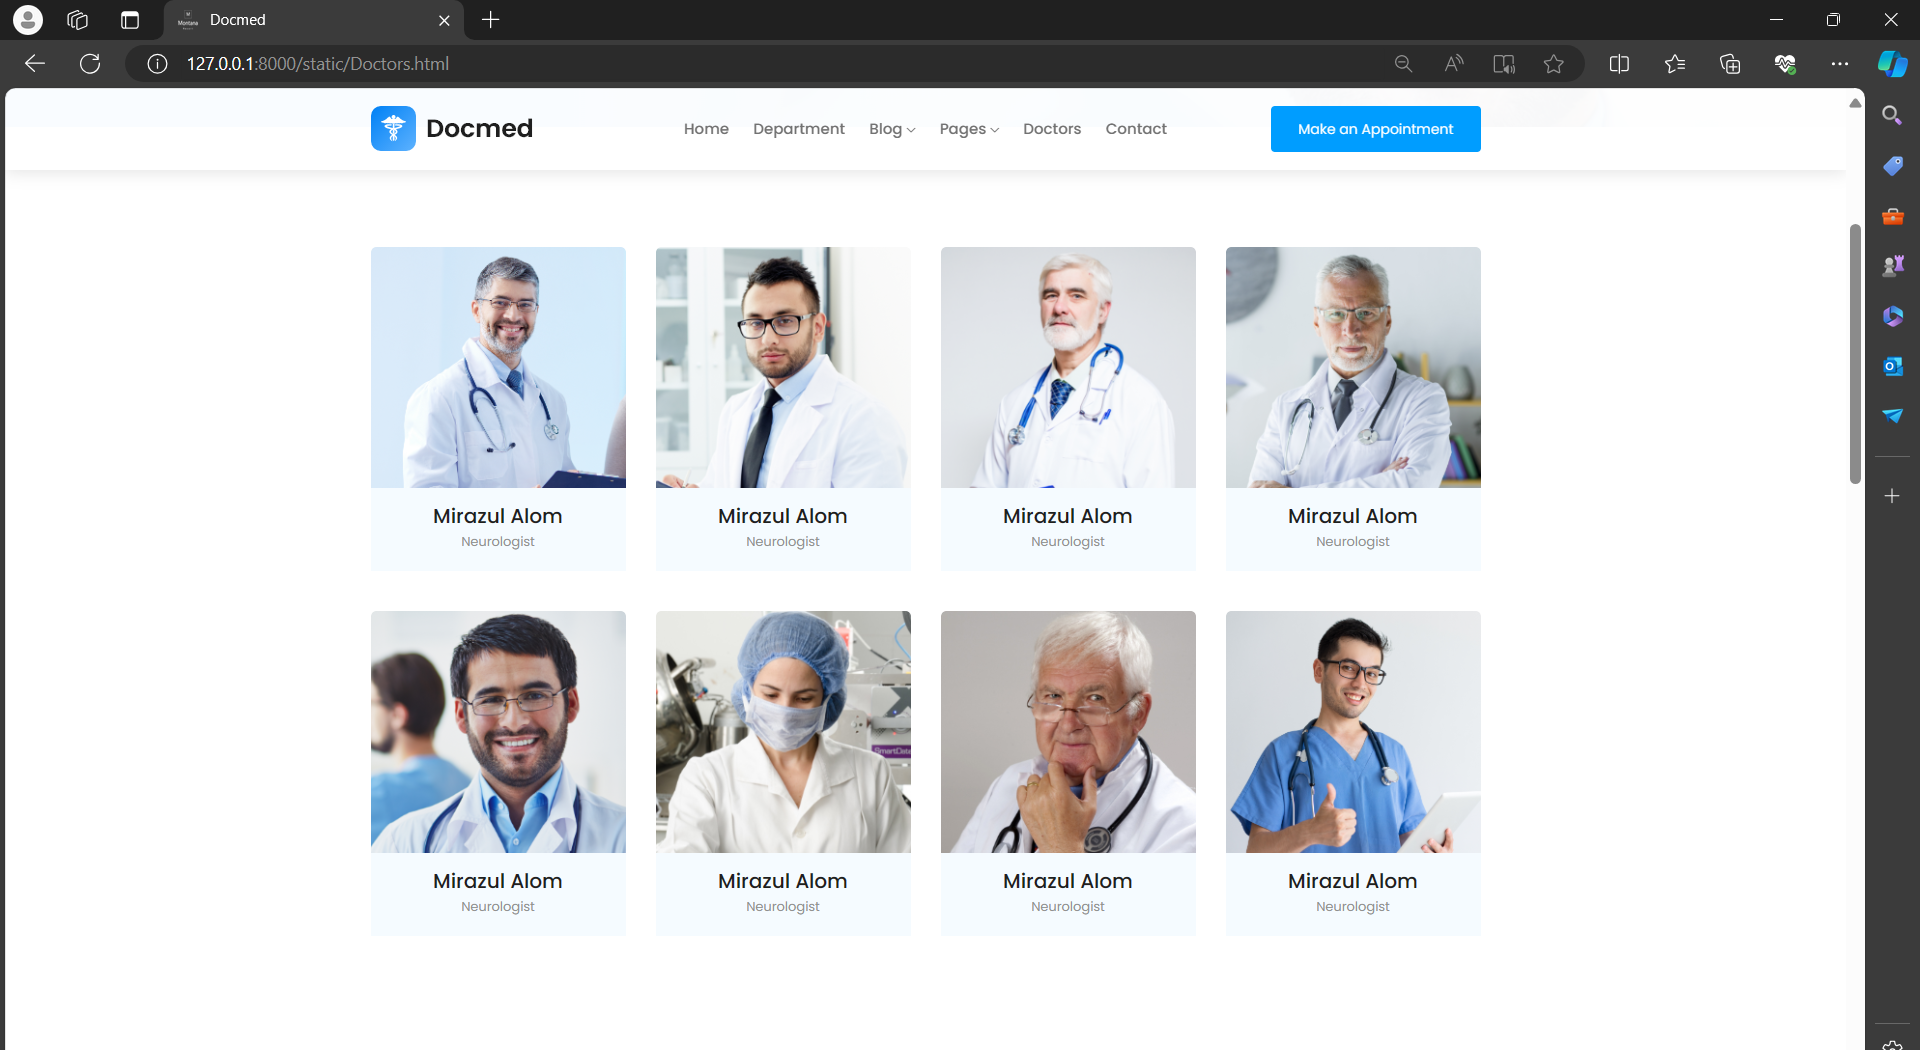 Docmed
127.0.0.1:8000/static/Doctors.html
Docmed
Home Department Blog Pages Doctors Contact
Make an Appointment
Mirazul Alom Mirazul Alom Mirazul Alom Mirazul Alom
Neurologist Neurologist Neurologist Neurologist
SmartData
Mirazul Alom Mirazul Alom Mirazul Alom Mirazul Alom
Neurologist Neurologist Neurologist Neurologist